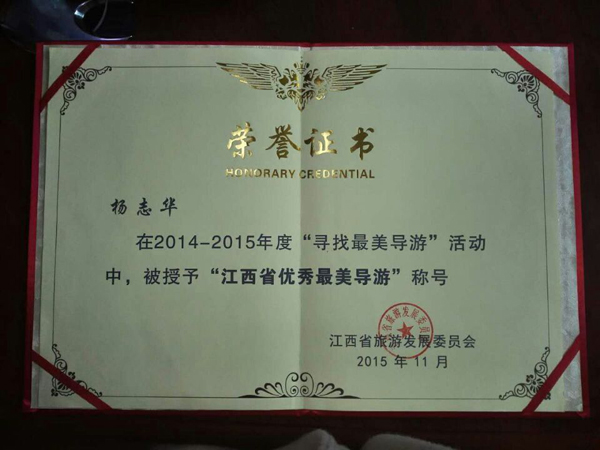 荣誉证书
HONORARY CREDENTIAL
杨志华
在2014-2015年度“寻找最美导游”活动
中，被授予“江西省优秀最美导游”称号
江西省旅游发展委员会
2015 年 11 月